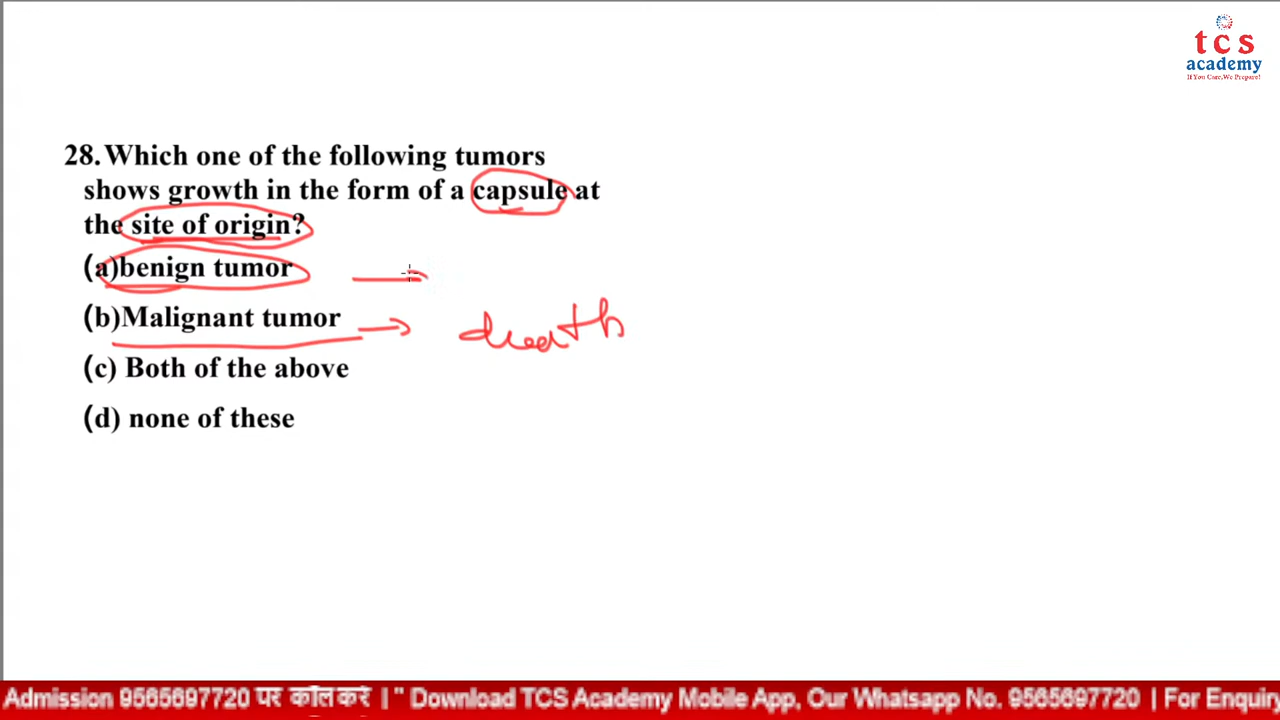 tcs
academy
If You Care,We Prepare!
28.Which one of the following tumors
shows growth in the form of a capsule at
the site of origin?
(a)benign tumor
(b)Malignant tumor → death
(c) Both of the above
(d) none of these
Admission 9565697720 पर कॉल करें | " Download TCS Academy Mobile App, Our Whatsapp No. 9565697720 | For Enquiry